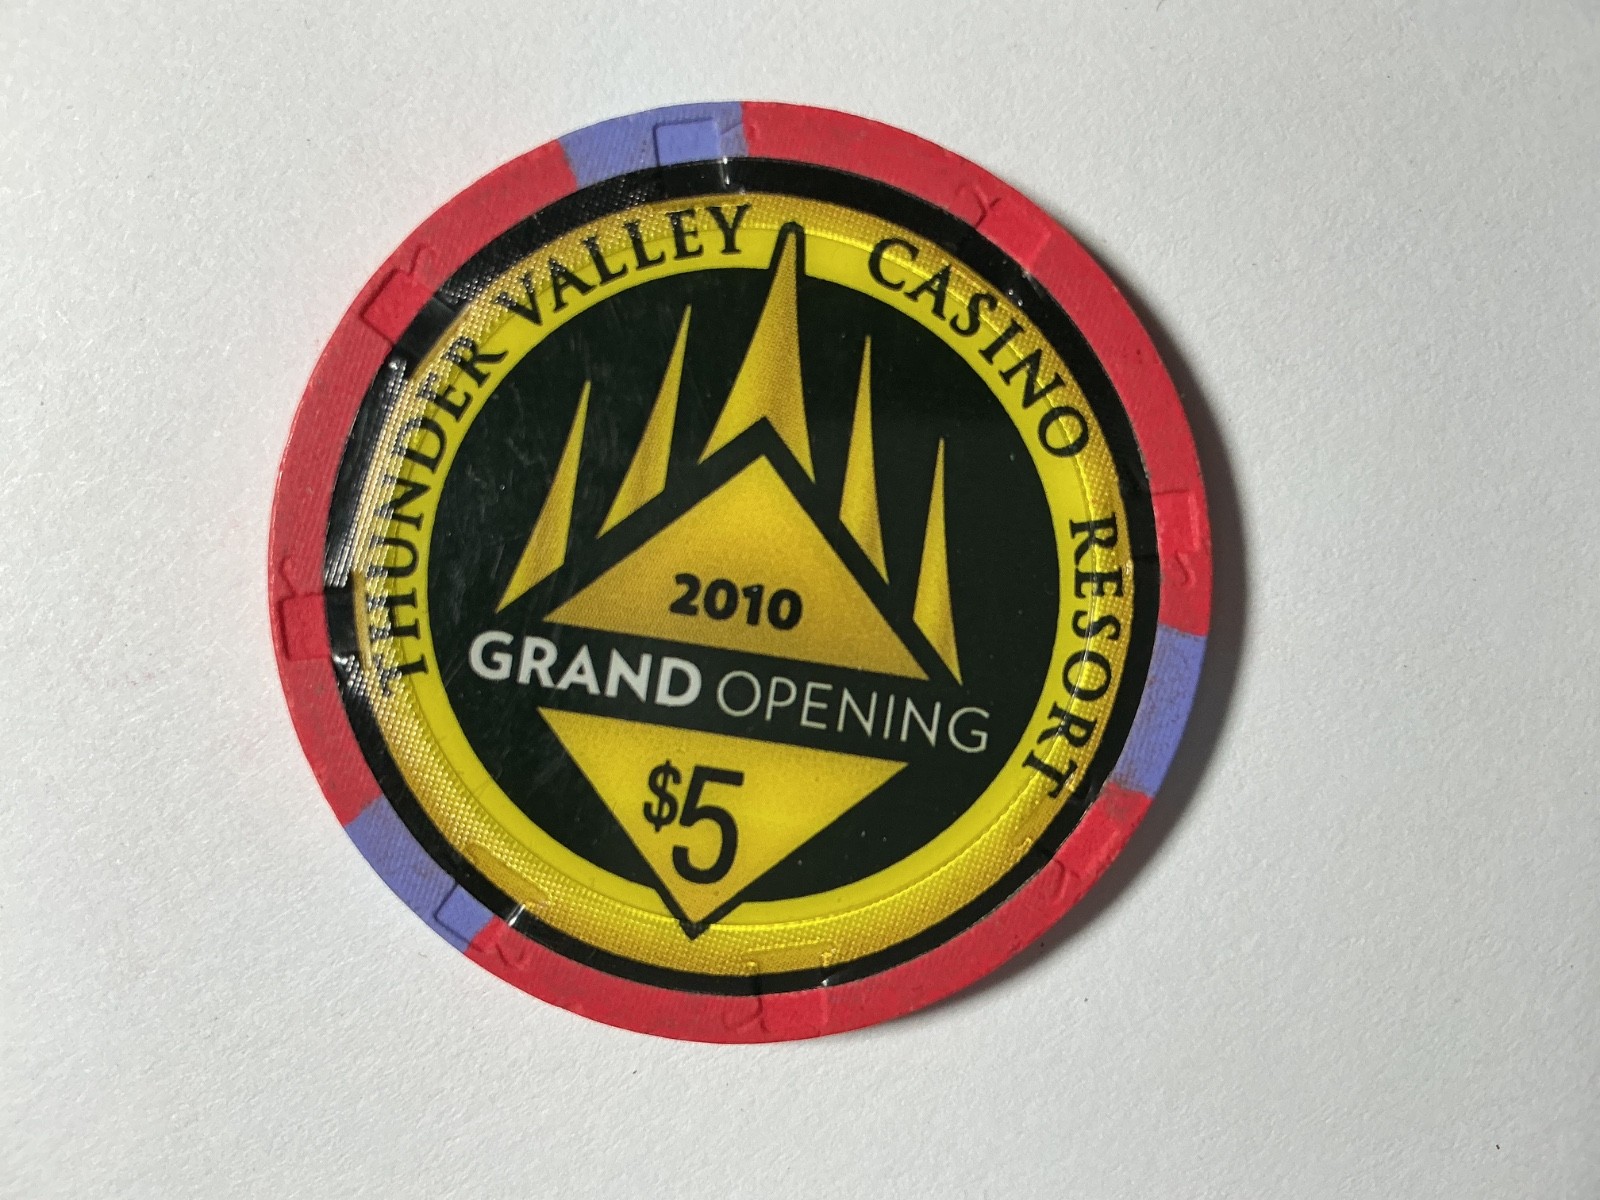 THUNDER VALLEY CASINO RESORT
2010
GRAND OPENING
$5